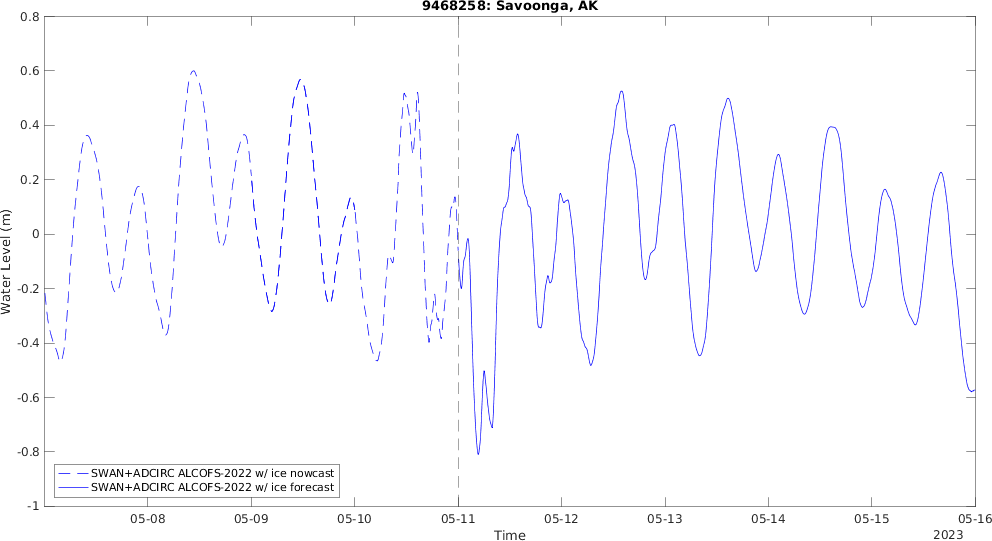 9468258: Savoonga, AK
0.8
0.6
0.4
0.2
0
-0.2
-0.4
-0.6
-0.8
-1
Water Level (m)
SWAN+ADCIRC ALCOFS-2022 w/ ice nowcast
SWAN+ADCIRC ALCOFS-2022 w/ ice forecast
05-08 05-09 05-10 05-11 05-12 05-13 05-14 05-15 05-16
Time
2023